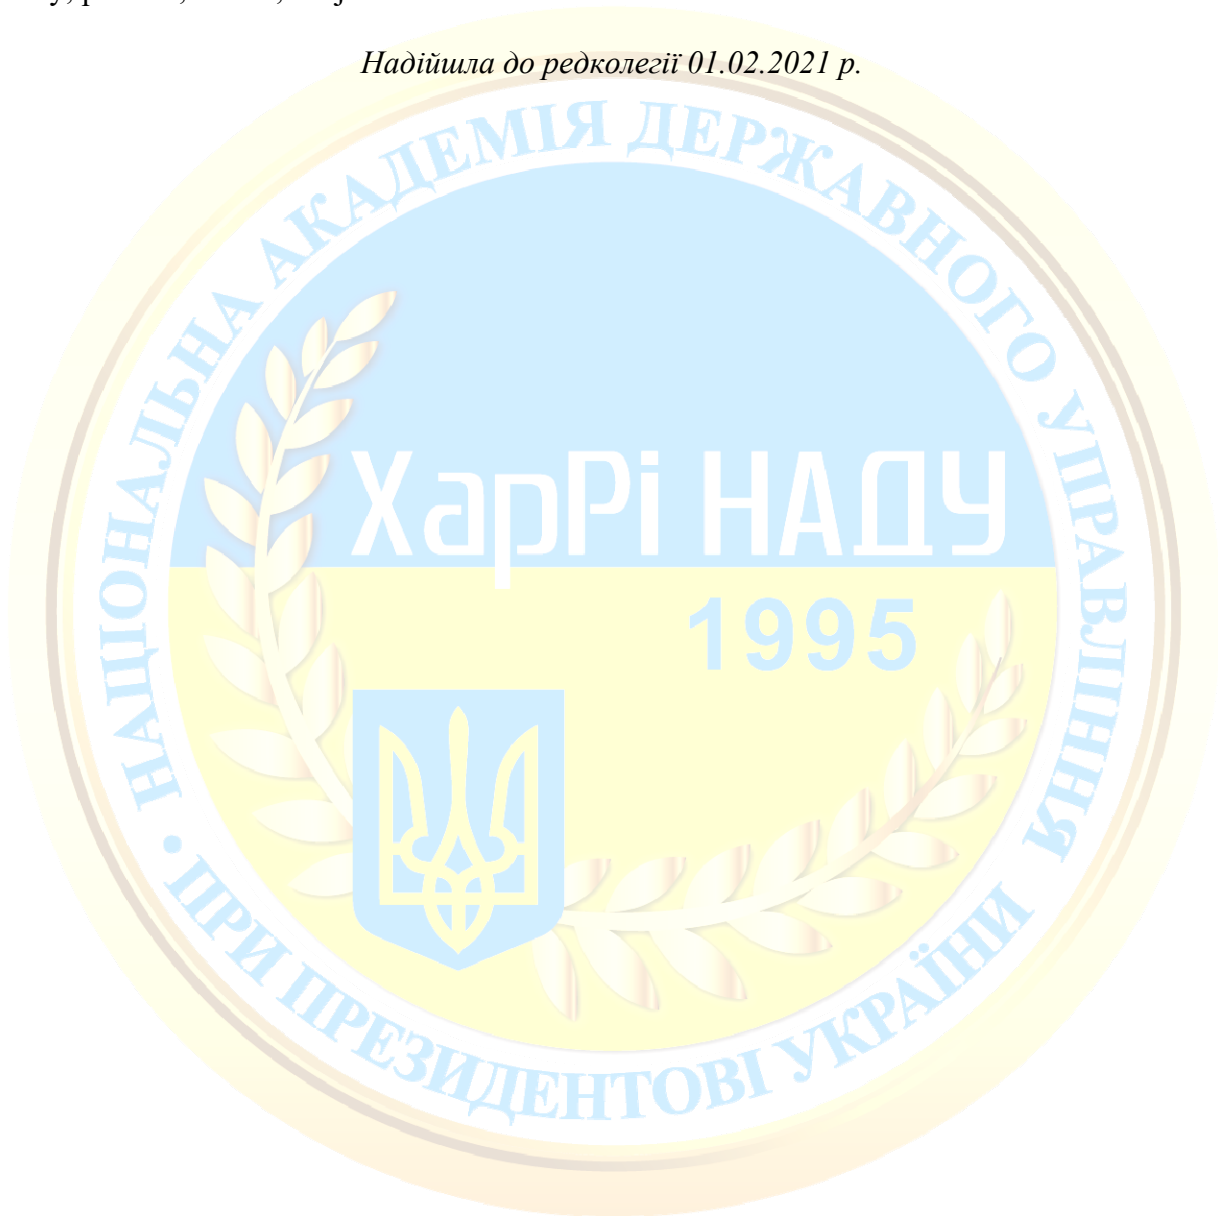 Надійшла до редколегії 01.02.2021 р.
НАЦІОНАЛЬНА АКАДЕМІЯ ДЕРЖАВНОГО УПРАВЛІННЯ
ХарРі НАДУ
1995
• ПРИ ПРЕЗИДЕНТОВІ УКРАЇНИ